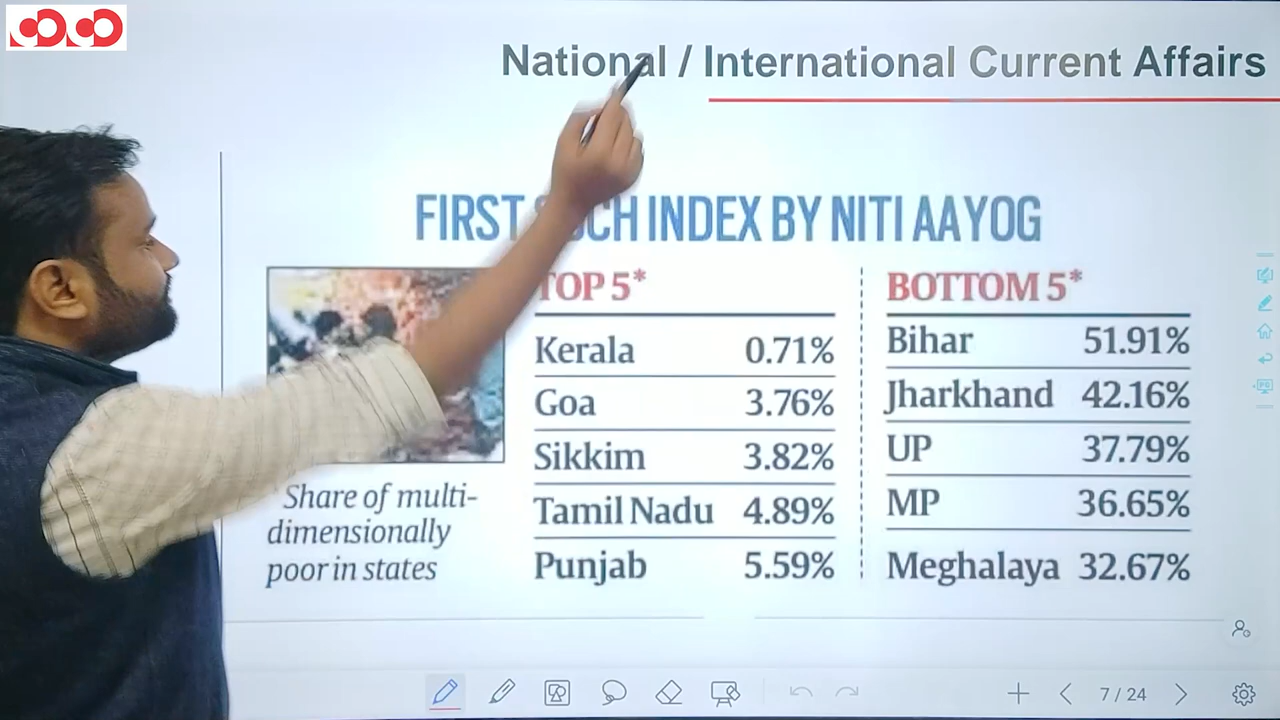 National / International Current Affairs
FIRST SUCH INDEX BY NITI AAYOG
TOP 5*
Kerala 0.71%
Goa 3.76%
Sikkim 3.82%
Tamil Nadu 4.89%
Punjab 5.59%
BOTTOM 5*
Bihar 51.91%
Jharkhand 42.16%
UP 37.79%
MP 36.65%
Meghalaya 32.67%
Share of multi-
dimensionally
poor in states
7 / 24